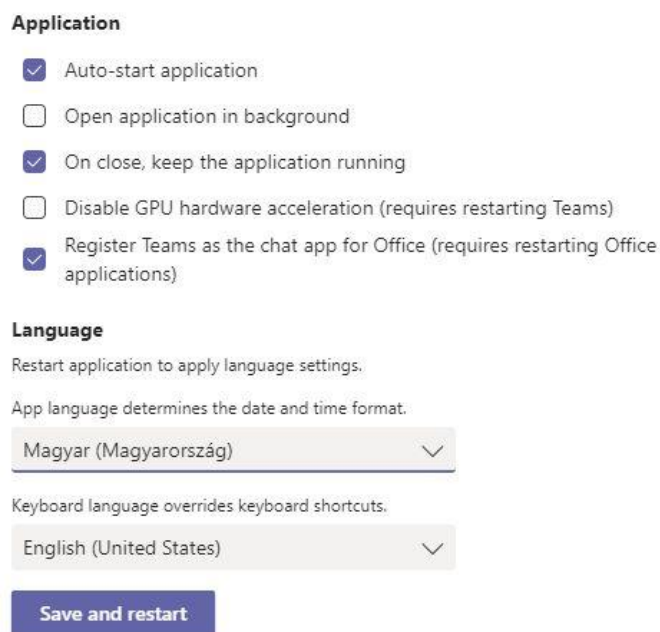 Application
Auto-start application
Open application in background
On close, keep the application running
Disable GPU hardware acceleration (requires restarting Teams)
Register Teams as the chat app for Office (requires restarting Office
applications)
Language
Restart application to apply language settings.
App language determines the date and time format.
Magyar (Magyarország)
Keyboard language overrides keyboard shortcuts.
English (United States)
Save and restart